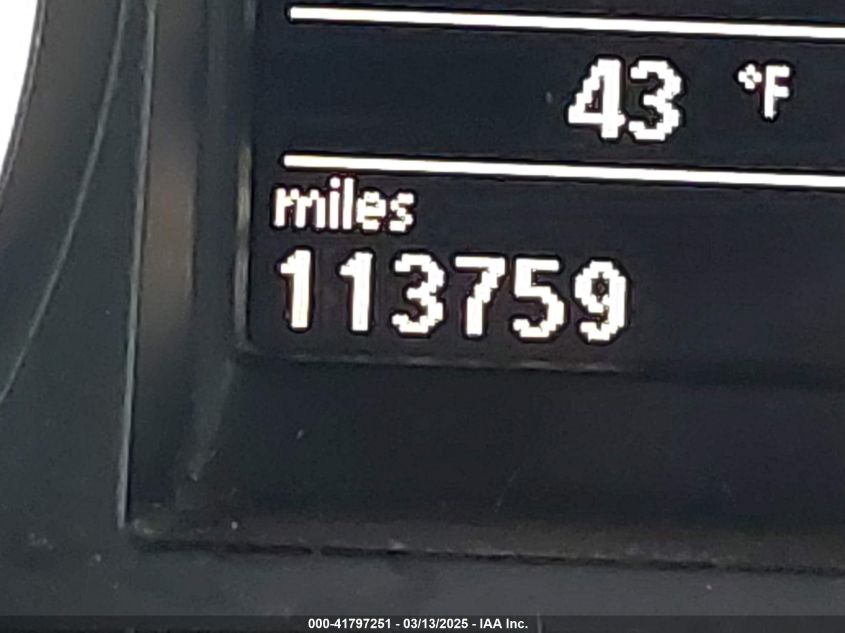 43 °F
miles
113759
000-41797251 - 03/13/2025 - IAA Inc.